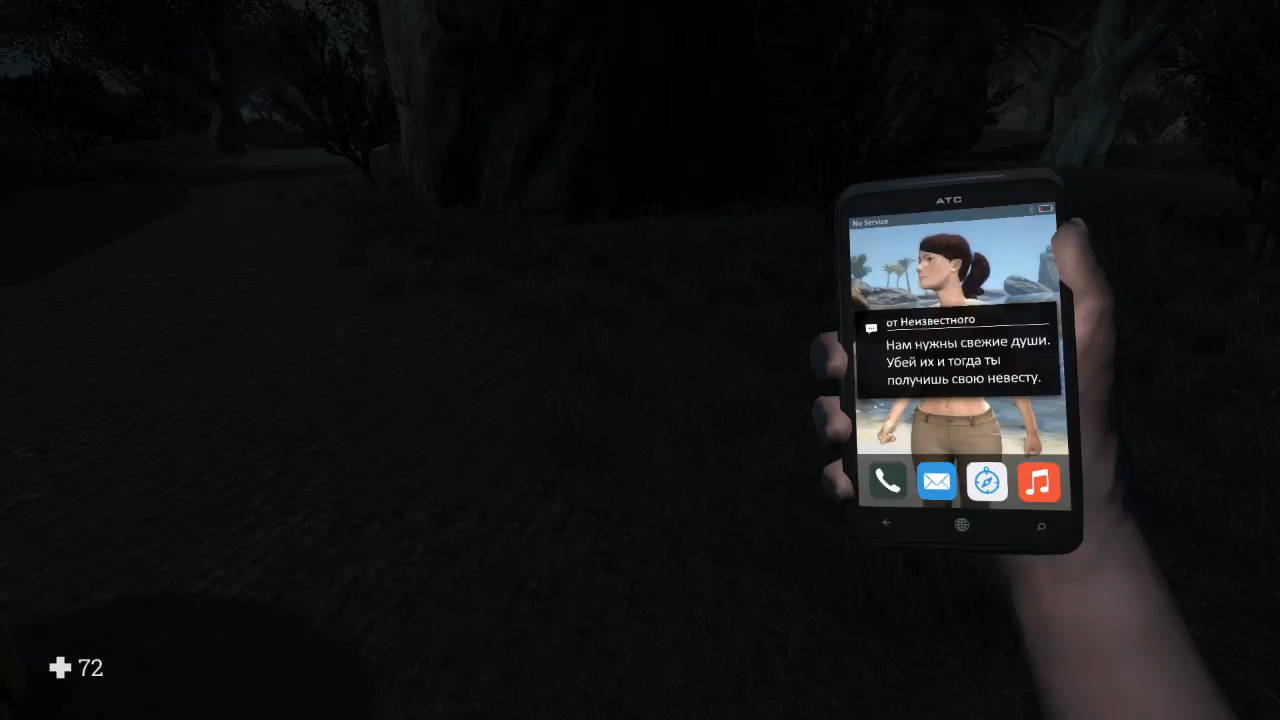 ATC
No Service
от Неизвестного
Нам нужны свежие души.
Убей их и тогда ты
получишь свою невесту.
72